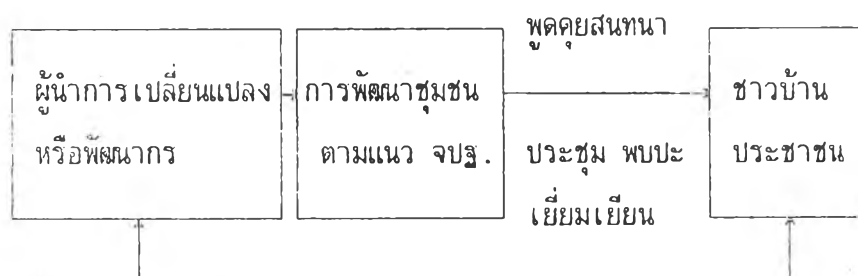 พูดคุยสนทนา
ผู้นำการเปลี่ยนแปลง
หรือพัฒนากร
การพัฒนาชุมชน
ตามแนว จปฐ.
ประชุม พบปะ
เยี่ยมเยียน
ชาวบ้าน
ประชาชน